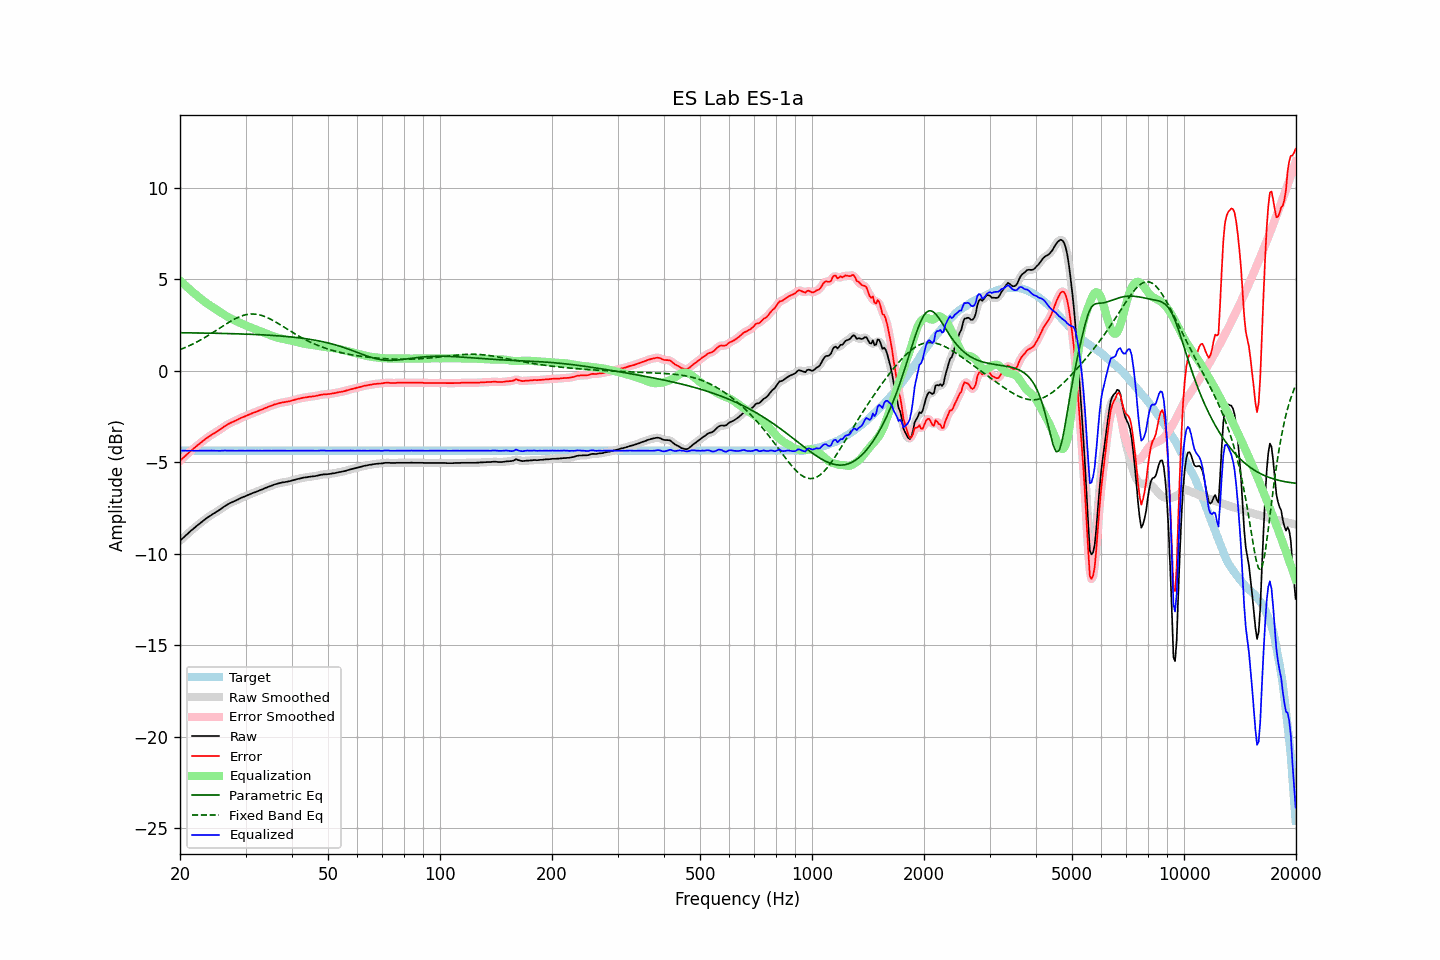 ES Lab ES-1a
Amplitude (dBr)
10
5
0
−5
−10
−15
−20
−25
Target
Raw Smoothed
Error Smoothed
Raw
Error
Equalization
Parametric Eq
Fixed Band Eq
Equalized
20 50 100 200 500 1000 2000 5000 10000 20000
Frequency (Hz)